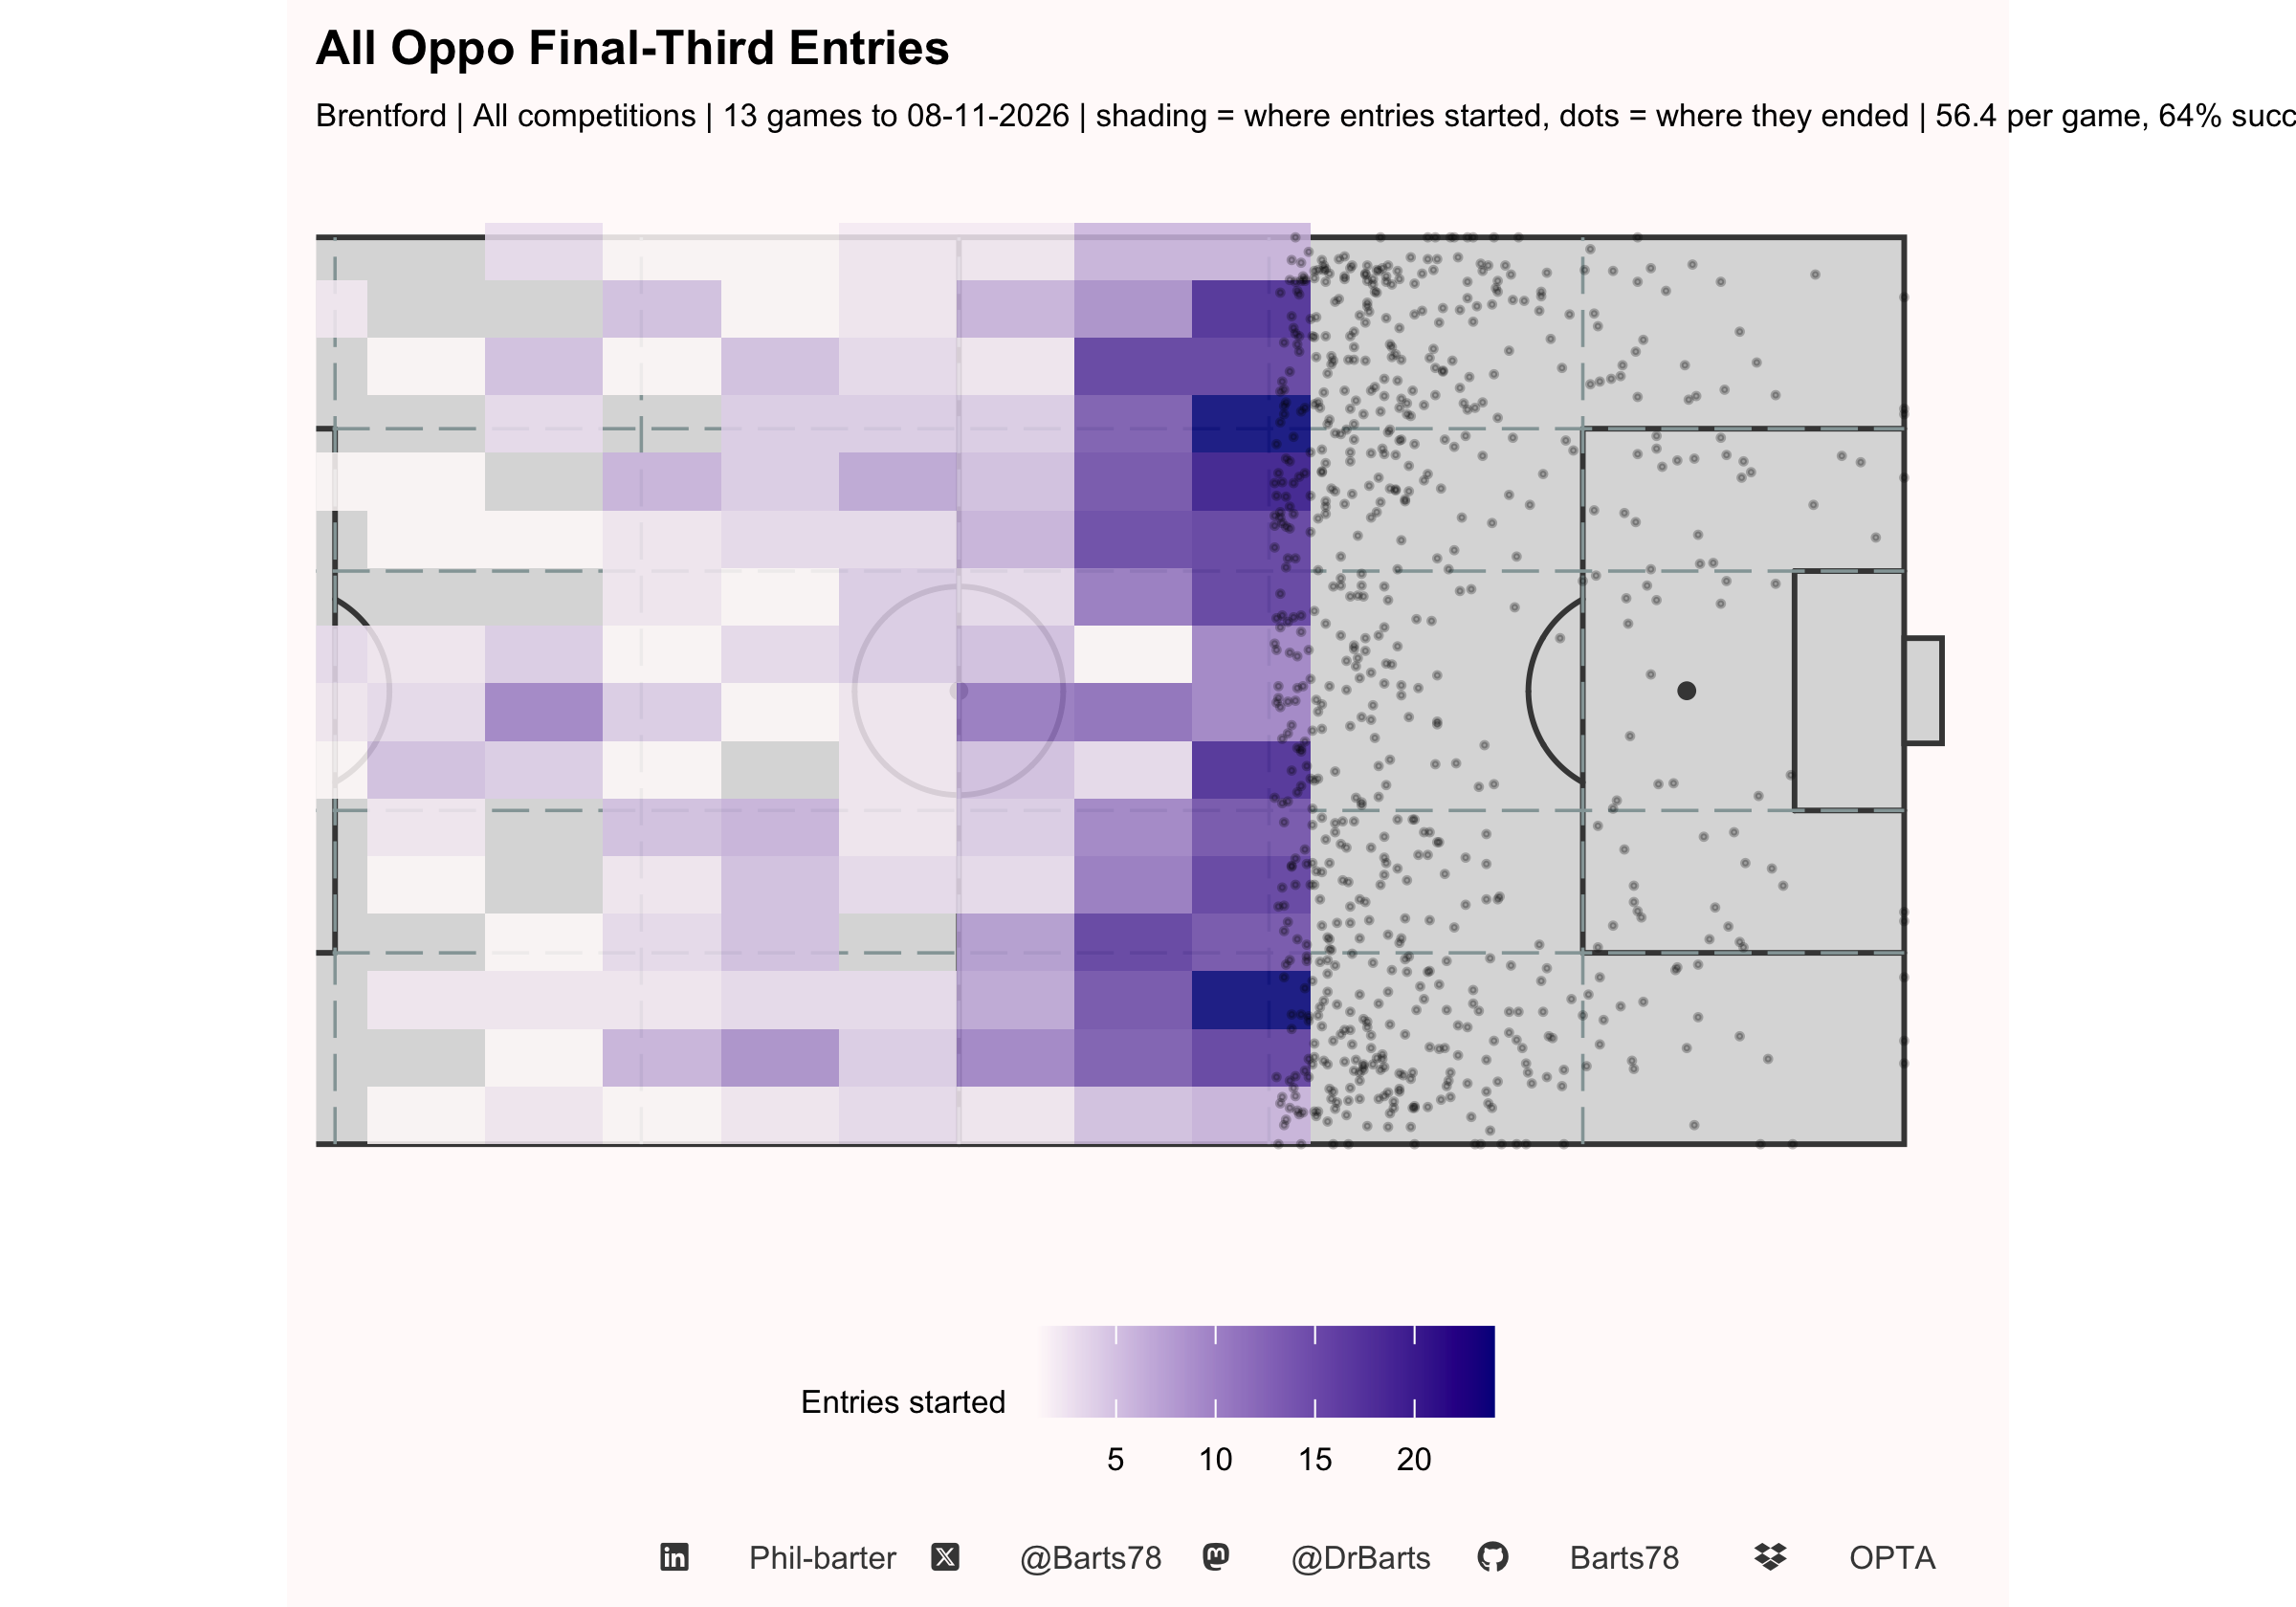 All Oppo Final-Third Entries
Brentford | All competitions | 13 games to 08-11-2026 | shading = where entries started, dots = where they ended | 56.4 per game, 64% succ
Entries started
5 10 15 20
Phil-barter @Barts78 @DrBarts Barts78 OPTA